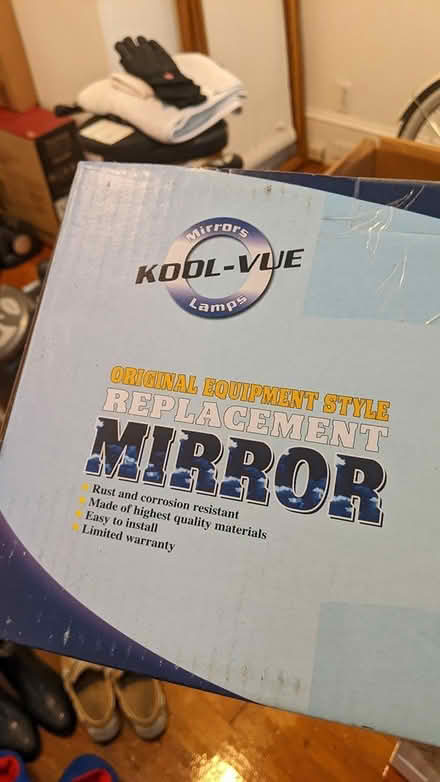 Mirrors
KOOL-VUE
Lamps
ORIGINAL EQUIPMENT STYLE
REPLACEMENT
MIRROR
Rust and corrosion resistant
Made of highest quality materials
Easy to install
Limited warranty